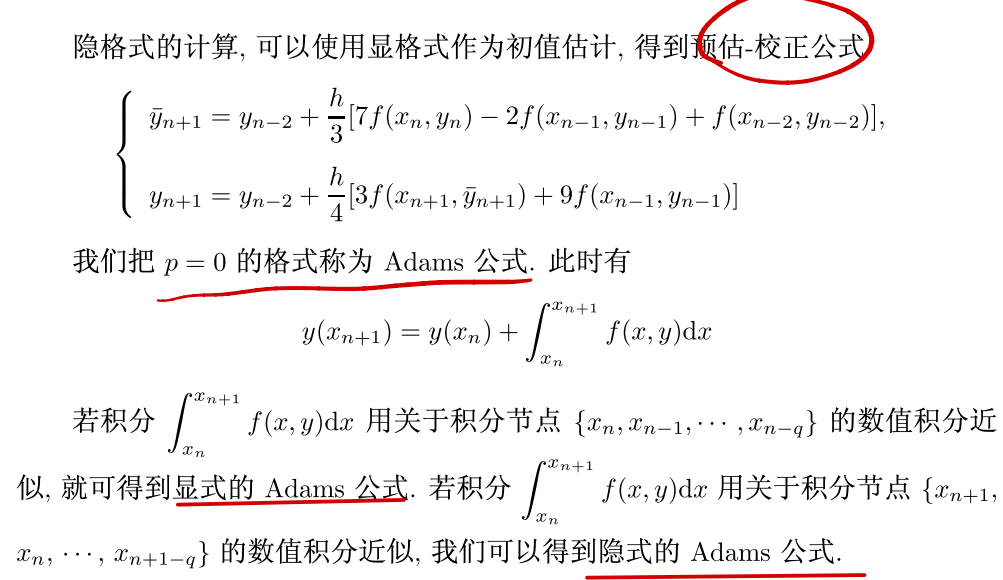 隐格式的计算, 可以使用显格式作为初值估计, 得到预估-校正公式
$\begin{cases} \bar{y}_{n+1} = y_{n-2} + \dfrac{h}{3}[7f(x_n, y_n) - 2f(x_{n-1}, y_{n-1}) + f(x_{n-2}, y_{n-2})], \\ y_{n+1} = y_{n-2} + \dfrac{h}{4}[3f(x_{n+1}, \bar{y}_{n+1}) + 9f(x_{n-1}, y_{n-1})] \end{cases}$
我们把 $p = 0$ 的格式称为 Adams 公式. 此时有
$y(x_{n+1}) = y(x_n) + \int_{x_n}^{x_{n+1}} f(x, y)\mathrm{d}x$
若积分 $\int_{x_n}^{x_{n+1}} f(x, y)\mathrm{d}x$ 用关于积分节点 $\{x_n, x_{n-1}, \cdots, x_{n-q}\}$ 的数值积分近
似, 就可得到显式的 Adams 公式. 若积分 $\int_{x_n}^{x_{n+1}} f(x, y)\mathrm{d}x$ 用关于积分节点 $\{x_{n+1},$
$x_n, \cdots, x_{n+1-q}\}$ 的数值积分近似, 我们可以得到隐式的 Adams 公式.